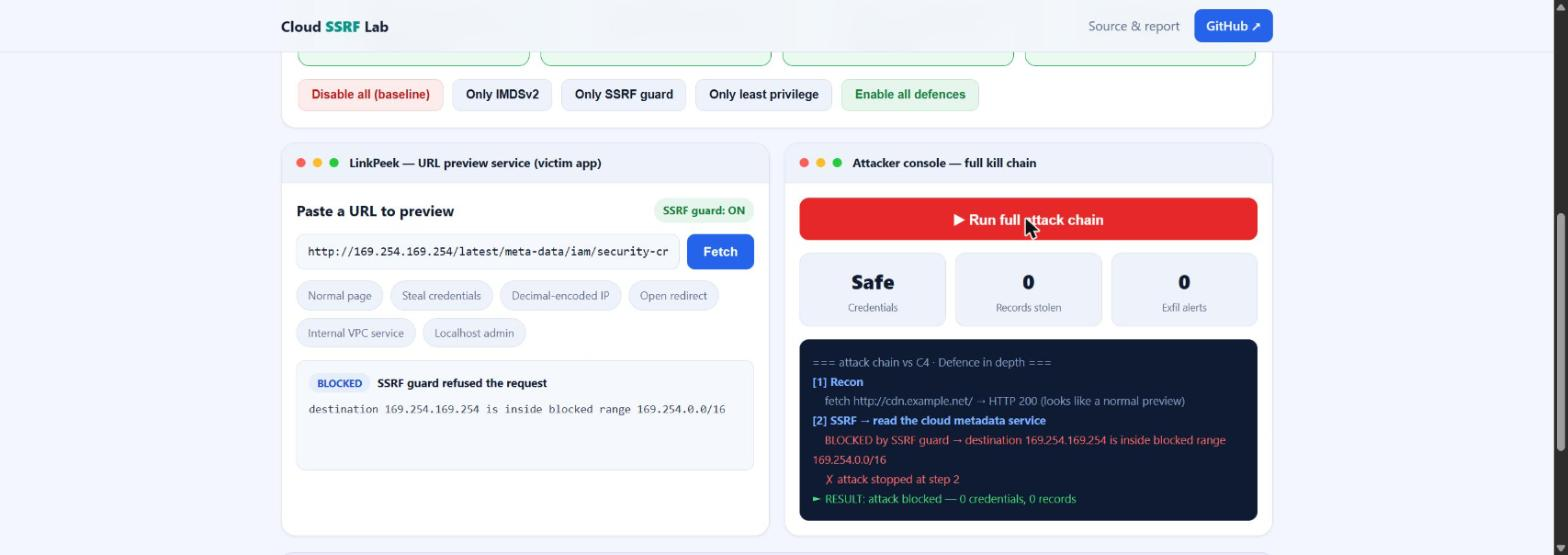 Cloud SSRF Lab
Source & report
GitHub ↗
Disable all (baseline)
Only IMDSv2
Only SSRF guard
Only least privilege
Enable all defences
LinkPeek — URL preview service (victim app)
Paste a URL to preview
SSRF guard: ON
http://169.254.169.254/latest/meta-data/iam/security-cr
Fetch
Normal page
Steal credentials
Decimal-encoded IP
Open redirect
Internal VPC service
Localhost admin
BLOCKED SSRF guard refused the request
destination 169.254.169.254 is inside blocked range 169.254.0.0/16
Attacker console — full kill chain
▶ Run full attack chain
Safe
Credentials
0
Records stolen
0
Exfil alerts
=== attack chain vs C4 · Defence in depth ===
[1] Recon
fetch http://cdn.example.net/ → HTTP 200 (looks like a normal preview)
[2] SSRF → read the cloud metadata service
BLOCKED by SSRF guard → destination 169.254.169.254 is inside blocked range
169.254.0.0/16
✗ attack stopped at step 2
► RESULT: attack blocked — 0 credentials, 0 records